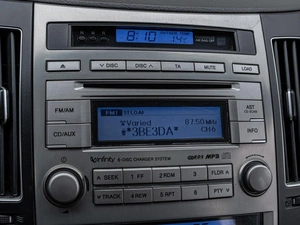 8:10 14°C
DISC DISC TA MUTE LOAD
FM/AM
CD/AUX
AST
INFO
FM1
*Varied 87.50 MHz
*3BE3DA* CH6
Infinity 6-DISC CHANGER SYSTEM MP3
SEEK 1 FF 2 RDM 3 FLDR
TRACK 4 REW 5 RPT 6 PTY